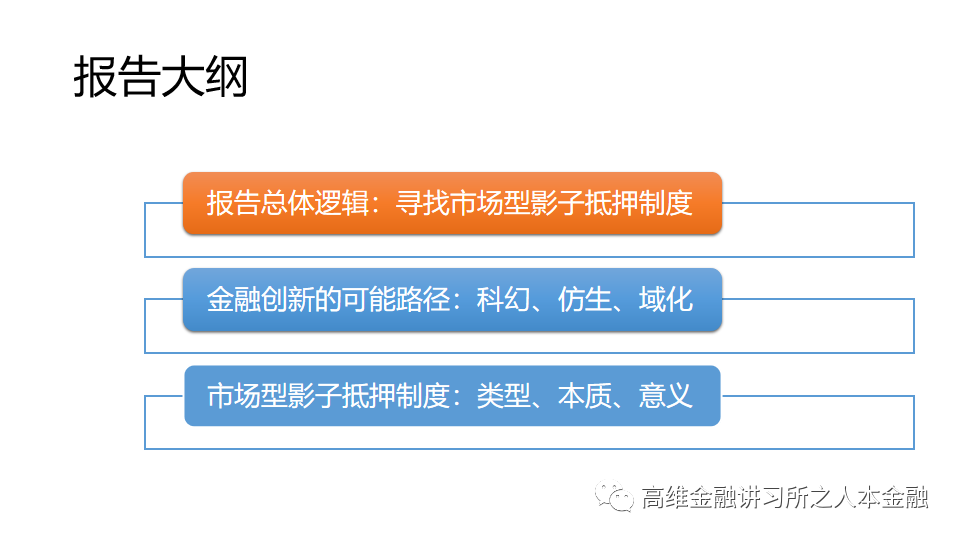 报告大纲
报告总体逻辑：寻找市场型影子抵押制度
金融创新的可能路径：科幻、仿生、域化
市场型影子抵押制度：类型、本质、意义
高维金融讲习所之人本金融